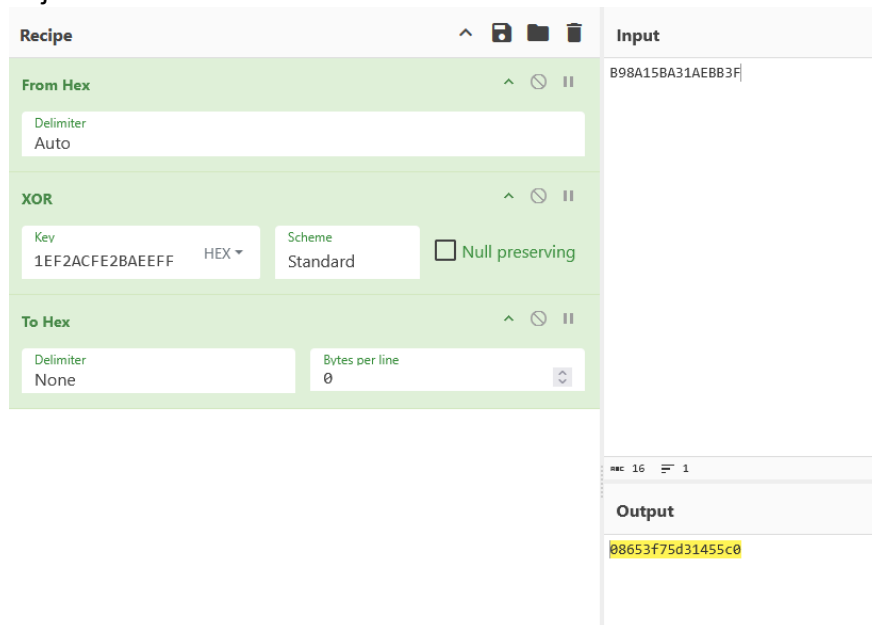 Recipe
From Hex
Delimiter
Auto
XOR
Key
1EF2ACFE2BAEEFF
HEX
Scheme
Standard
Null preserving
To Hex
Delimiter
None
Bytes per line
0
Input
B98A15BA31AEBB3F
ABC 16 1
Output
08653f75d31455c0